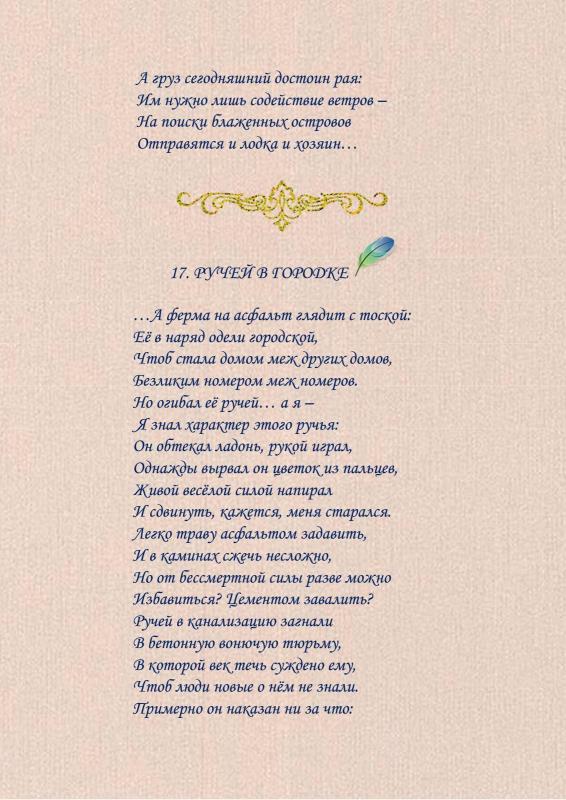 А груз сегодняшний достоин рая:
Им нужно лишь содействие ветров –
На поиски блаженных островов
Отправятся и лодка и хозяин…
17. РУЧЕЙ В ГОРОДКЕ
…А ферма на асфальт глядит с тоской:
Её в наряд одели городской,
Чтоб стала домом меж других домов,
Безликим номером меж номеров.
Но огибал её ручей… а я –
Я знал характер этого ручья:
Он обтекал ладонь, рукой играл,
Однажды вырвал он цветок из пальцев,
Живой весёлой силой напирал
И сдвинуть, кажется, меня старался.
Легко траву асфальтом задавить,
И в каминах сжечь несложно,
Но от бессмертной силы разве можно
Избавиться? Цементом завалить?
Ручей в канализацию загнали
В бетонную вонючую тюрьму,
В которой век течь суждено ему,
Чтоб люди новые о нём не знали.
Примерно он наказан ни за что: